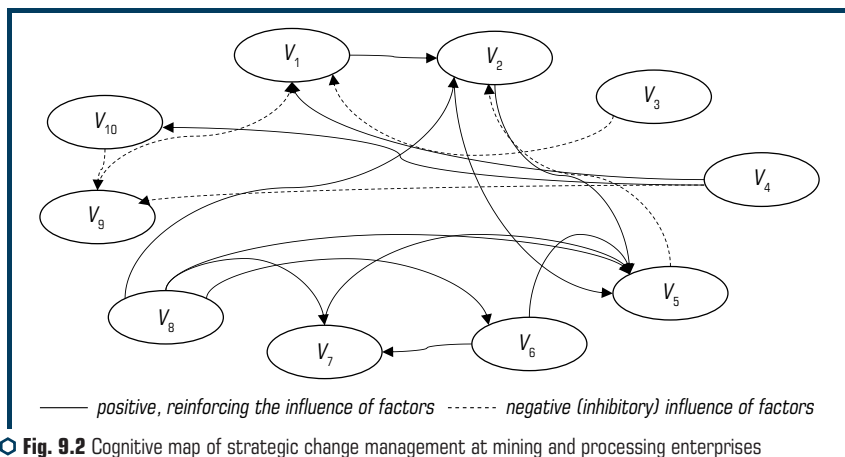 V1
V2
V3
V10
V4
V9
V5
V8
V6
V7
positive, reinforcing the influence of factors
negative (inhibitory) influence of factors
Fig. 9.2 Cognitive map of strategic change management at mining and processing enterprises